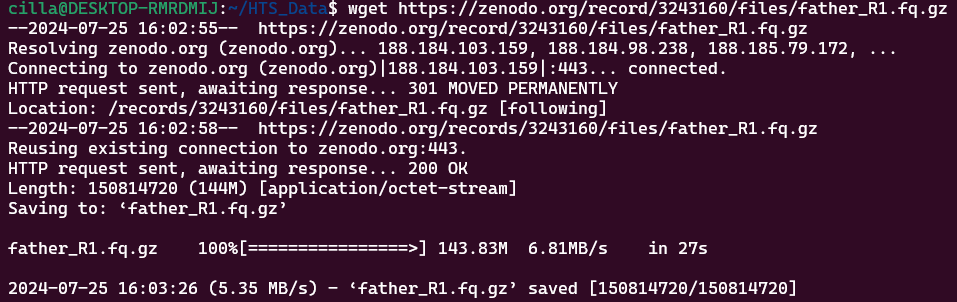 cilla@DESKTOP-RMRDMIJ:~/HTS_Data$ wget https://zenodo.org/record/3243160/files/father_R1.fq.gz
--2024-07-25 16:02:55--  https://zenodo.org/record/3243160/files/father_R1.fq.gz
Resolving zenodo.org (zenodo.org)... 188.184.103.159, 188.184.98.238, 188.185.79.172, ...
Connecting to zenodo.org (zenodo.org)|188.184.103.159|:443... connected.
HTTP request sent, awaiting response... 301 MOVED PERMANENTLY
Location: /records/3243160/files/father_R1.fq.gz [following]
--2024-07-25 16:02:58--  https://zenodo.org/records/3243160/files/father_R1.fq.gz
Reusing existing connection to zenodo.org:443.
HTTP request sent, awaiting response... 200 OK
Length: 150814720 (144M) [application/octet-stream]
Saving to: ‘father_R1.fq.gz’
father_R1.fq.gz    100%[================>] 143.83M  6.81MB/s    in 27s
2024-07-25 16:03:26 (5.35 MB/s) - ‘father_R1.fq.gz’ saved [150814720/150814720]